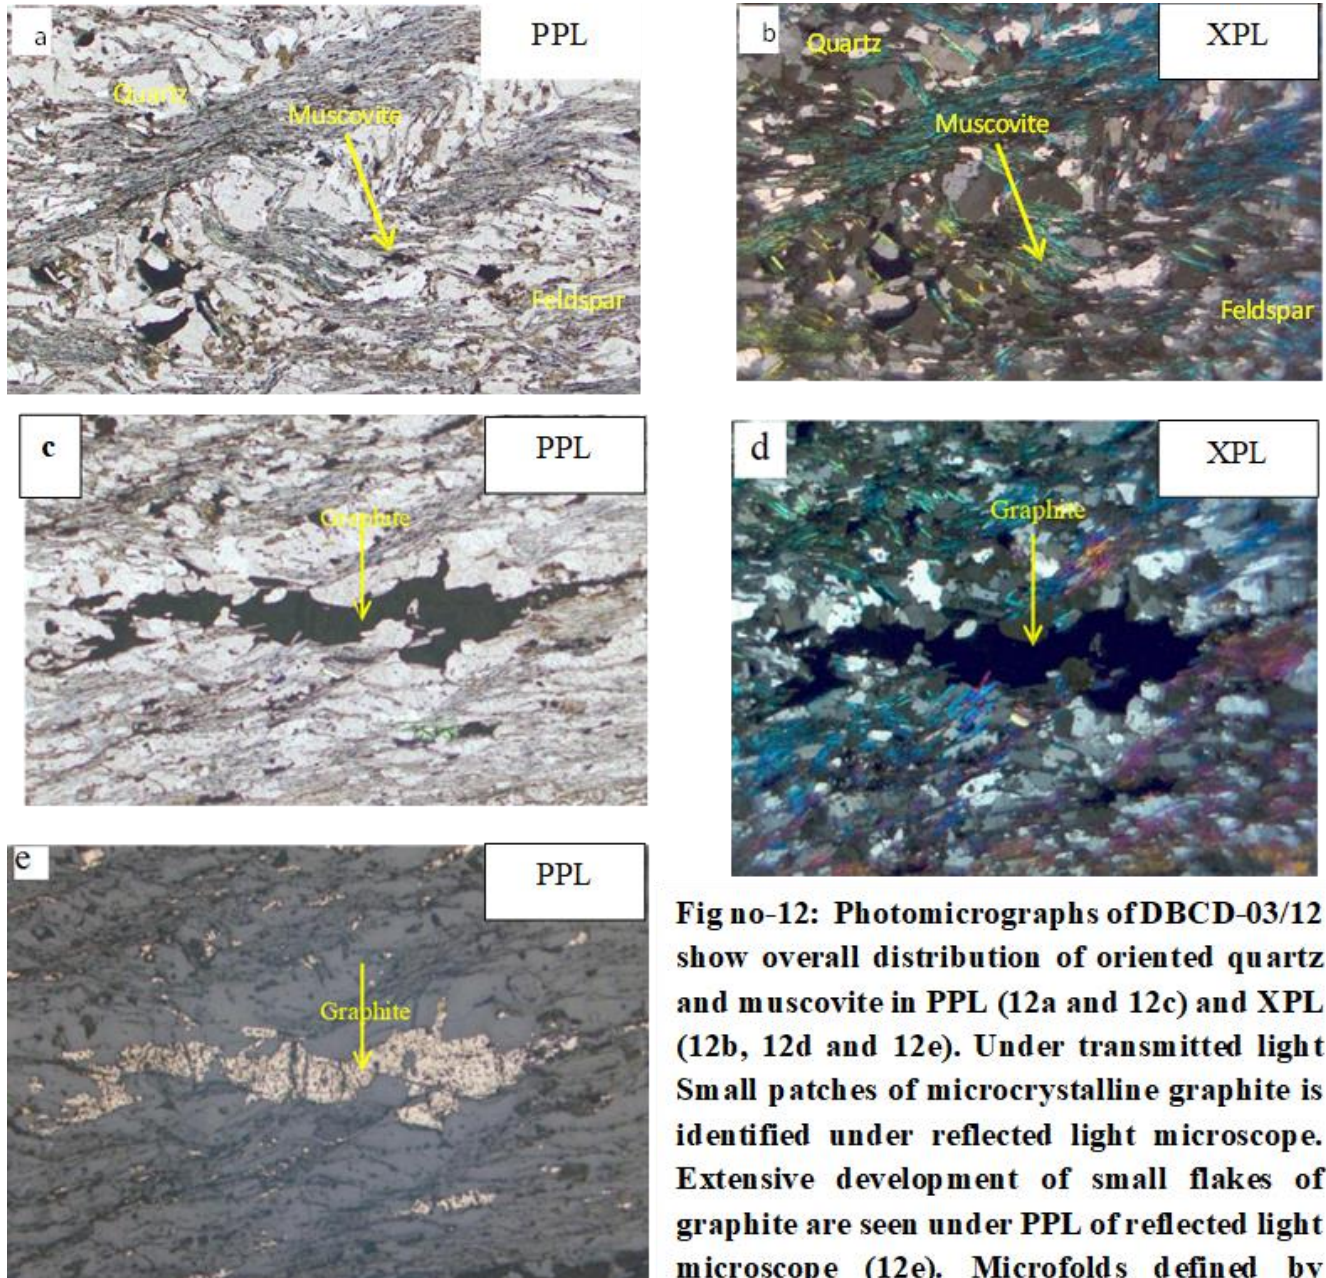 a
PPL
Quartz
Muscovite
Feldspar
b
XPL
Quartz
Muscovite
Feldspar
c
PPL
Graphite
d
XPL
Graphite
e
PPL
Graphite
Fig no-12: Photomicrographs of DBCD-03/12
show overall distribution of oriented quartz
and muscovite in PPL (12a and 12c) and XPL
(12b, 12d and 12e). Under transmitted light
Small patches of microcrystalline graphite is
identified under reflected light microscope.
Extensive development of small flakes of
graphite are seen under PPL of reflected light
microscope (12e). Microfolds defined by